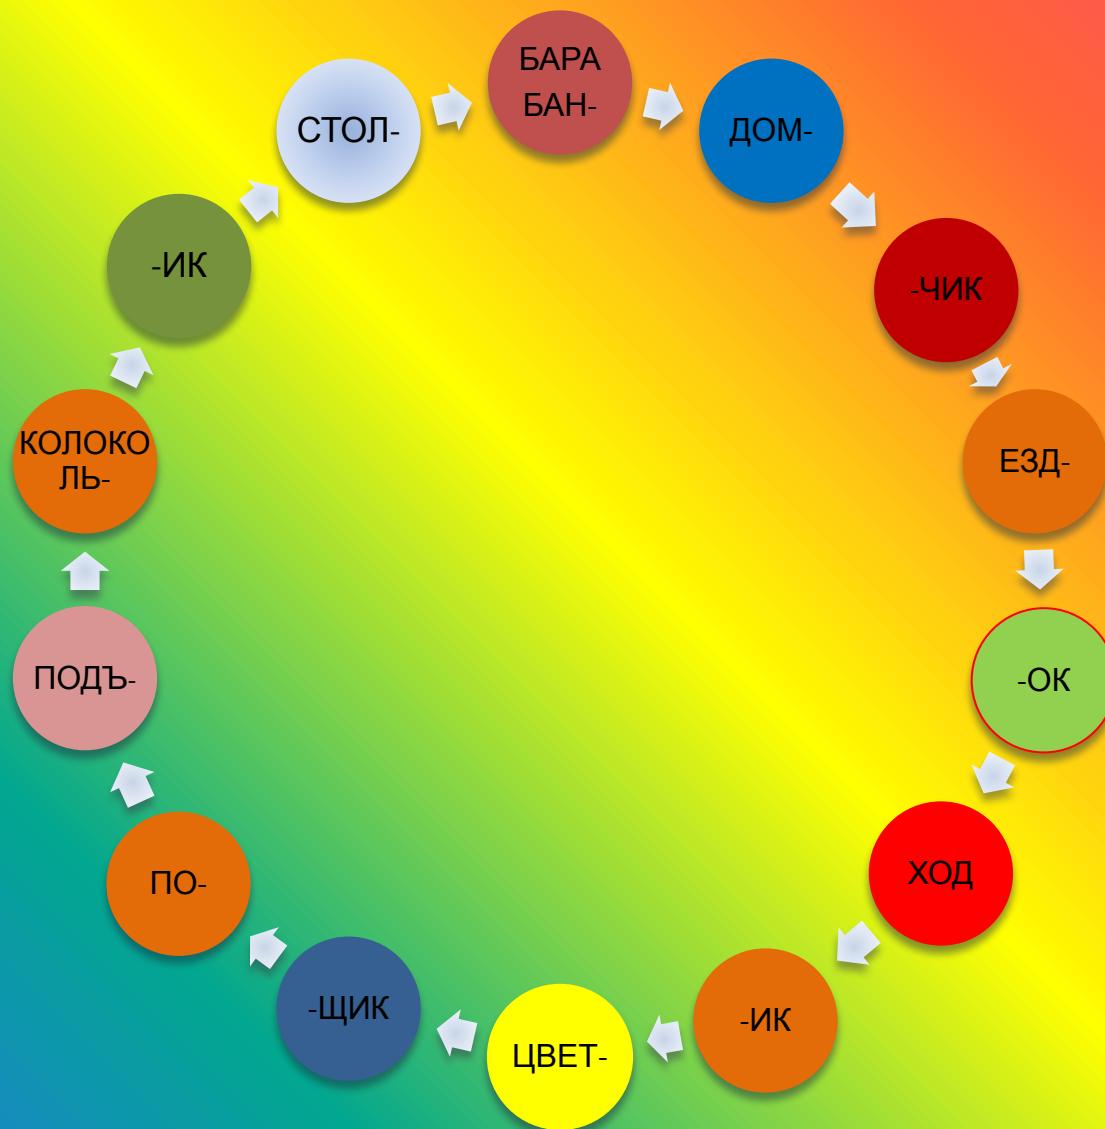 БАРА
БАН-
ДОМ-
-ЧИК
ЕЗД-
-ОК
ХОД
-ИК
ЦВЕТ-
-ЩИК
ПО-
ПОДЪ-
КОЛОКО
ЛЬ-
-ИК
СТОЛ-